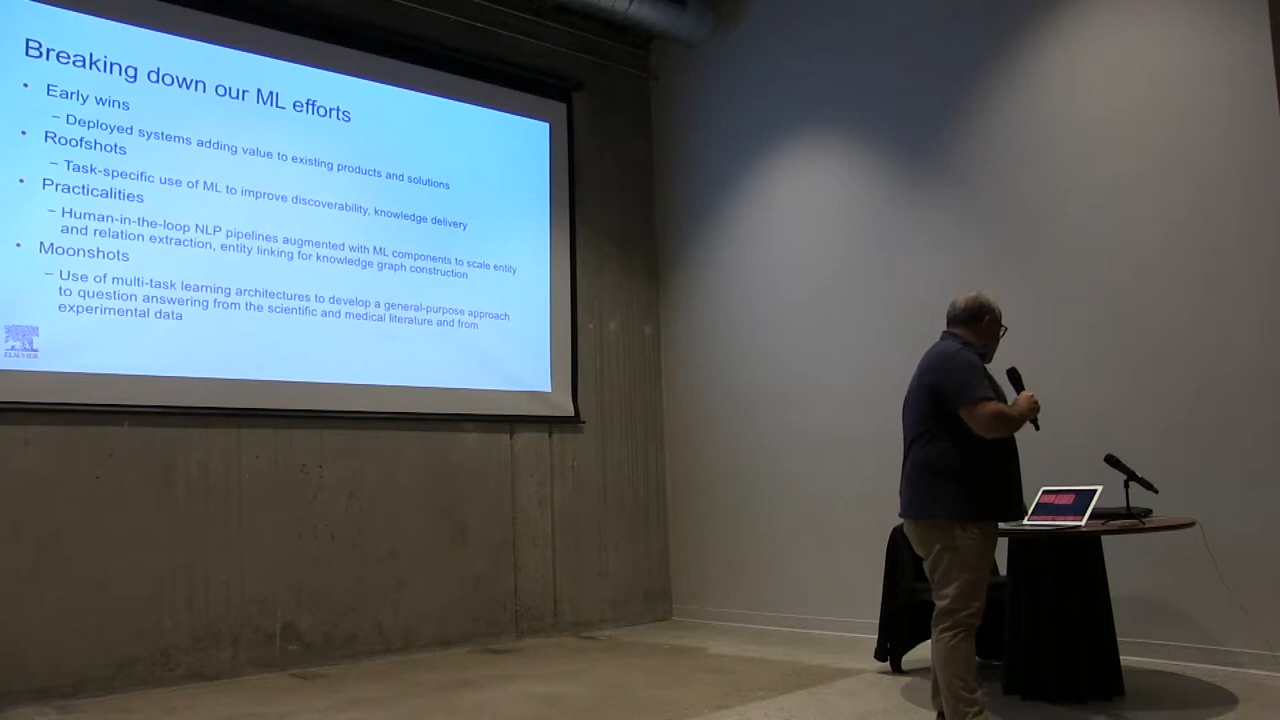 Breaking down our ML efforts
• Early wins
– Deployed systems adding value to existing products and solutions
• Roofshots
– Task-specific use of ML to improve discoverability, knowledge delivery
• Practicalities
– Human-in-the-loop NLP pipelines augmented with ML components to scale entity
and relation extraction, entity linking for knowledge graph construction
• Moonshots
– Use of multi-task learning architectures to develop a general-purpose approach
to question answering from the scientific and medical literature and from
experimental data
ELSEVIER